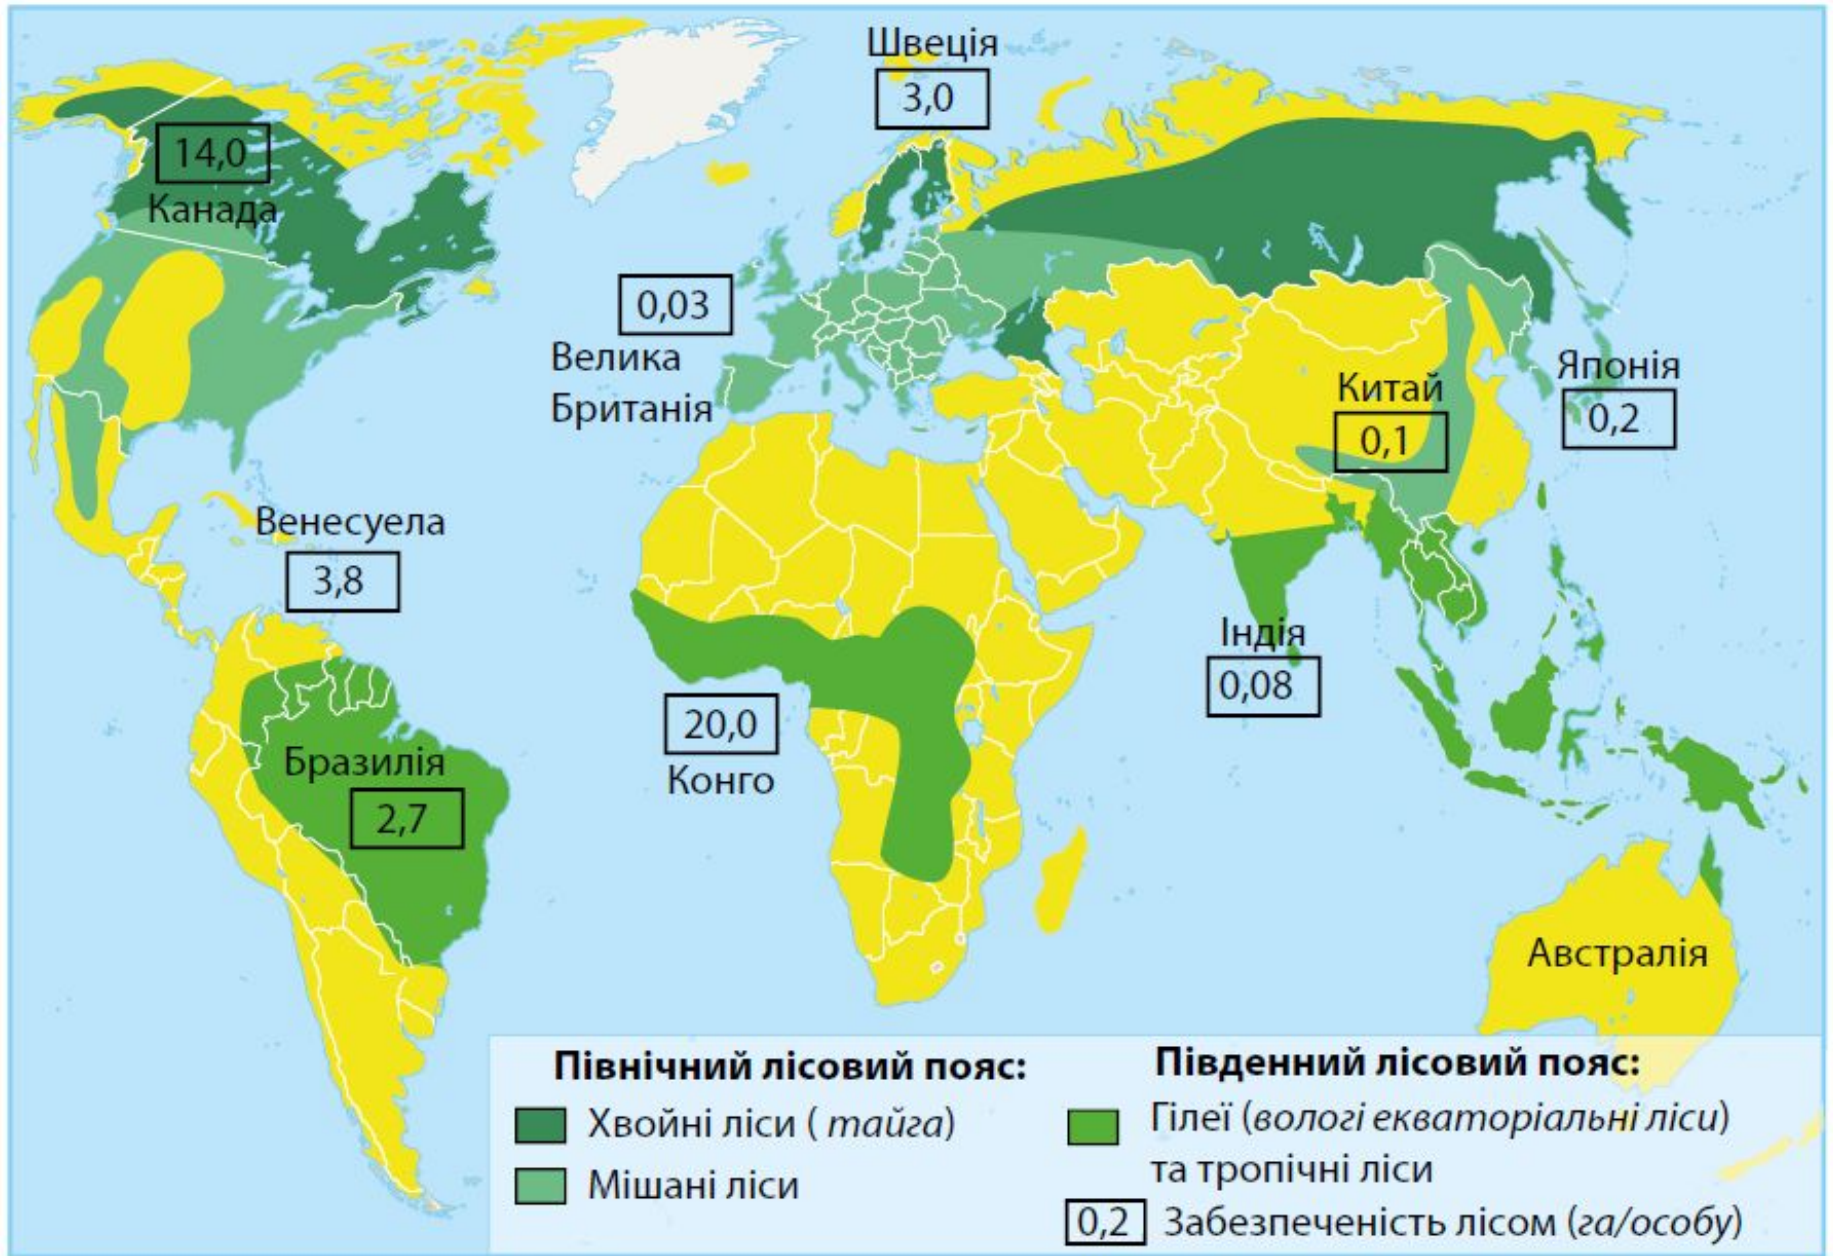 Швеція
3,0
14,0
Канада
0,03
Велика
Британія
Японія
0,2
Китай
0,1
Венесуела
3,8
Індія
0,08
20,0
Конго
Бразилія
2,7
Австралія
Північний лісовий пояс:
Хвойні ліси ( тайга)
Мішані ліси
Південний лісовий пояс:
Гілеї (вологі екваторіальні ліси)
та тропічні ліси
0,2 Забезпеченість лісом (га/особу)